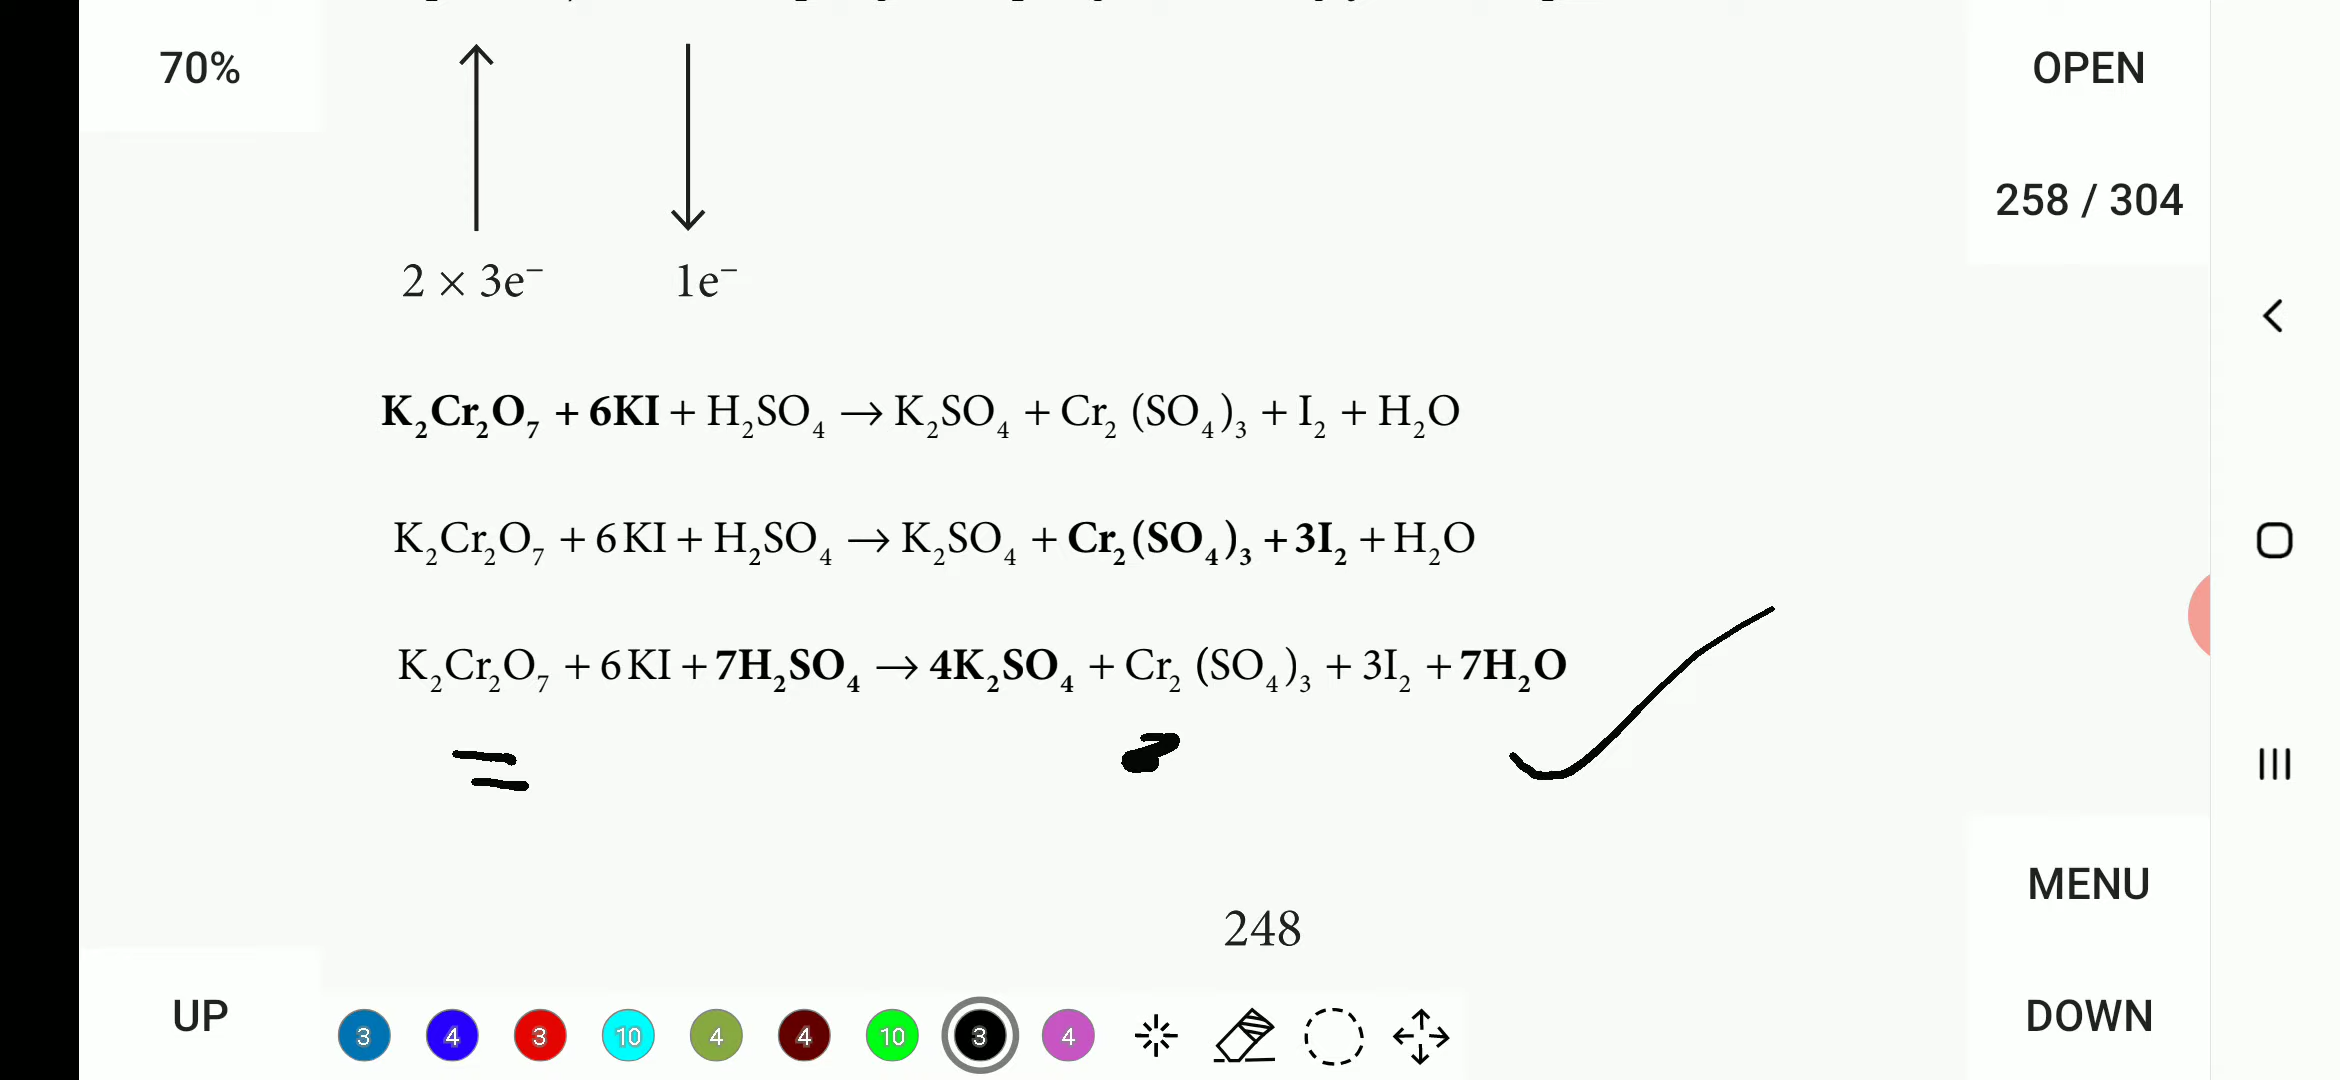 70%
OPEN
258 / 304
2 × 3e⁻ 1e⁻
K₂Cr₂O₇ + 6KI + H₂SO₄ → K₂SO₄ + Cr₂ (SO₄)₃ + I₂ + H₂O
K₂Cr₂O₇ + 6KI + H₂SO₄ → K₂SO₄ + Cr₂(SO₄)₃ + 3I₂ + H₂O
K₂Cr₂O₇ + 6KI + 7H₂SO₄ → 4K₂SO₄ + Cr₂ (SO₄)₃ + 3I₂ + 7H₂O
MENU
248
UP
3 4 3 10 4 4 10 3 4
DOWN